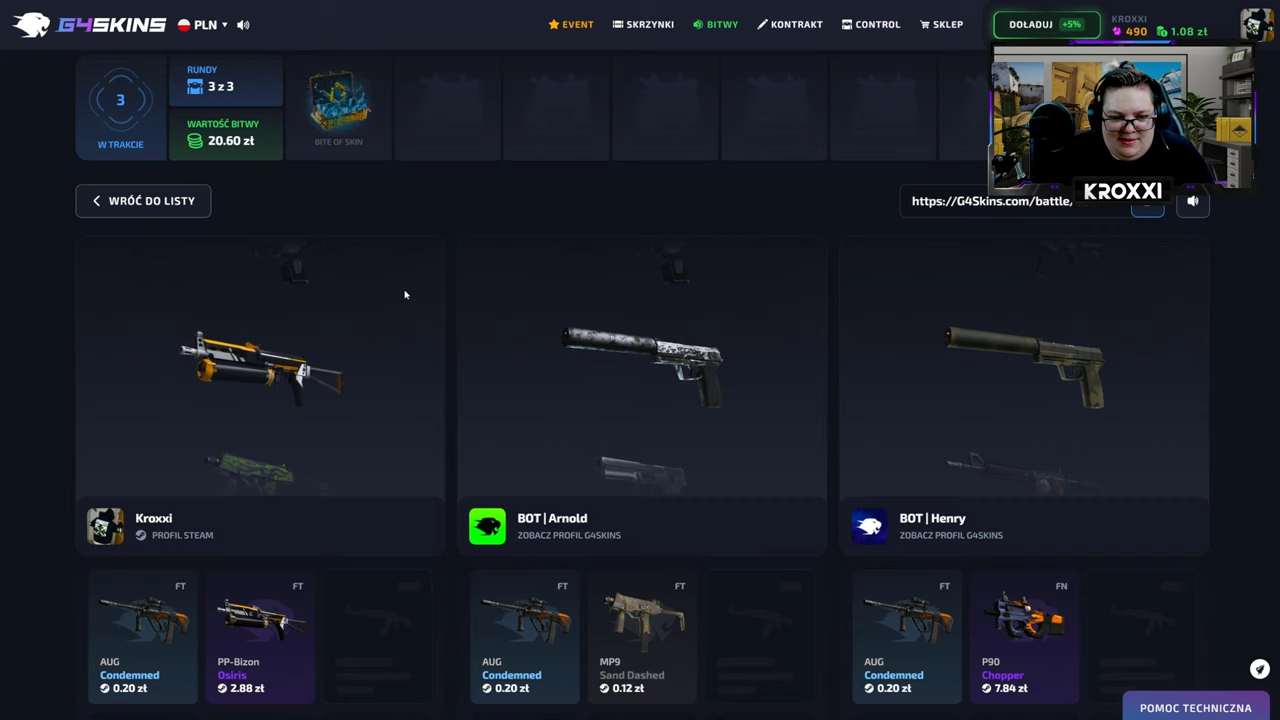 G4SKINS
PLN
EVENT
SKRZYNKI
BITWY
KONTRAKT
CONTROL
SKLEP
DOŁADUJ +5%
KROXXI
490 1.08 zł
3
W TRAKCIE
RUNDY
3 z 3
WARTOŚĆ BITWY
20.60 zł
BITE OF SKIN
KROXXI
WRÓĆ DO LISTY
https://G4Skins.com/battle,
Kroxxi
PROFIL STEAM
BOT | Arnold
ZOBACZ PROFIL G4SKINS
BOT | Henry
ZOBACZ PROFIL G4SKINS
FT
AUG
Condemned
0.20 zł
FT
PP-Bizon
Osiris
2.88 zł
FT
AUG
Condemned
0.20 zł
FT
MP9
Sand Dashed
0.12 zł
FT
AUG
Condemned
0.20 zł
FN
P90
Chopper
7.84 zł
POMOC TECHNICZNA